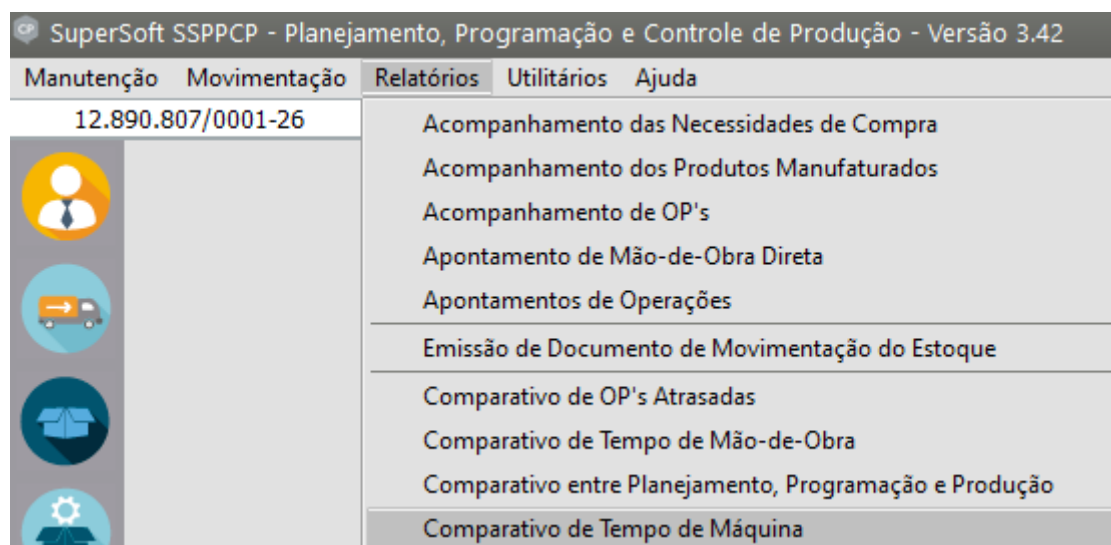 SuperSoft SSPPCP - Planejamento, Programação e Controle de Produção - Versão 3.42
Manutenção Movimentação Relatórios Utilitários Ajuda
12.890.807/0001-26
Acompanhamento das Necessidades de Compra
Acompanhamento dos Produtos Manufaturados
Acompanhamento de OP's
Apontamento de Mão-de-Obra Direta
Apontamentos de Operações
Emissão de Documento de Movimentação do Estoque
Comparativo de OP's Atrasadas
Comparativo de Tempo de Mão-de-Obra
Comparativo entre Planejamento, Programação e Produção
Comparativo de Tempo de Máquina